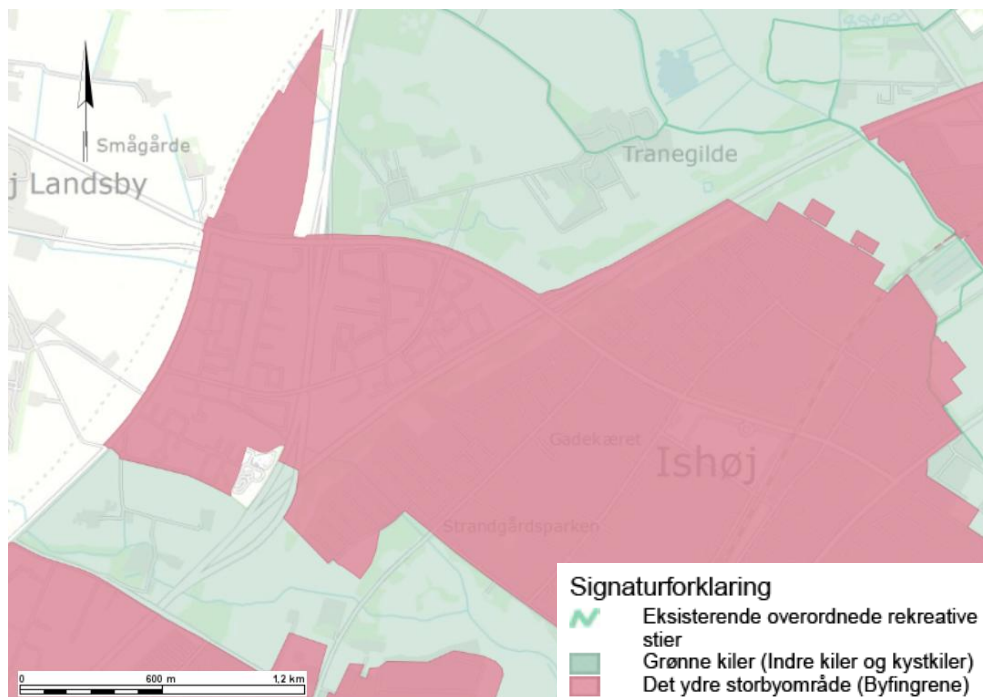 Smågårde
j Landsby
Tranegilde
Gadekæret
Ishøj
Strandgårdsparken
Signaturforklaring
Eksisterende overordnede rekreative
stier
Grønne kiler (Indre kiler og kystkiler)
Det ydre storbyområde (Byfingrene)
0 600 m 1,2 km